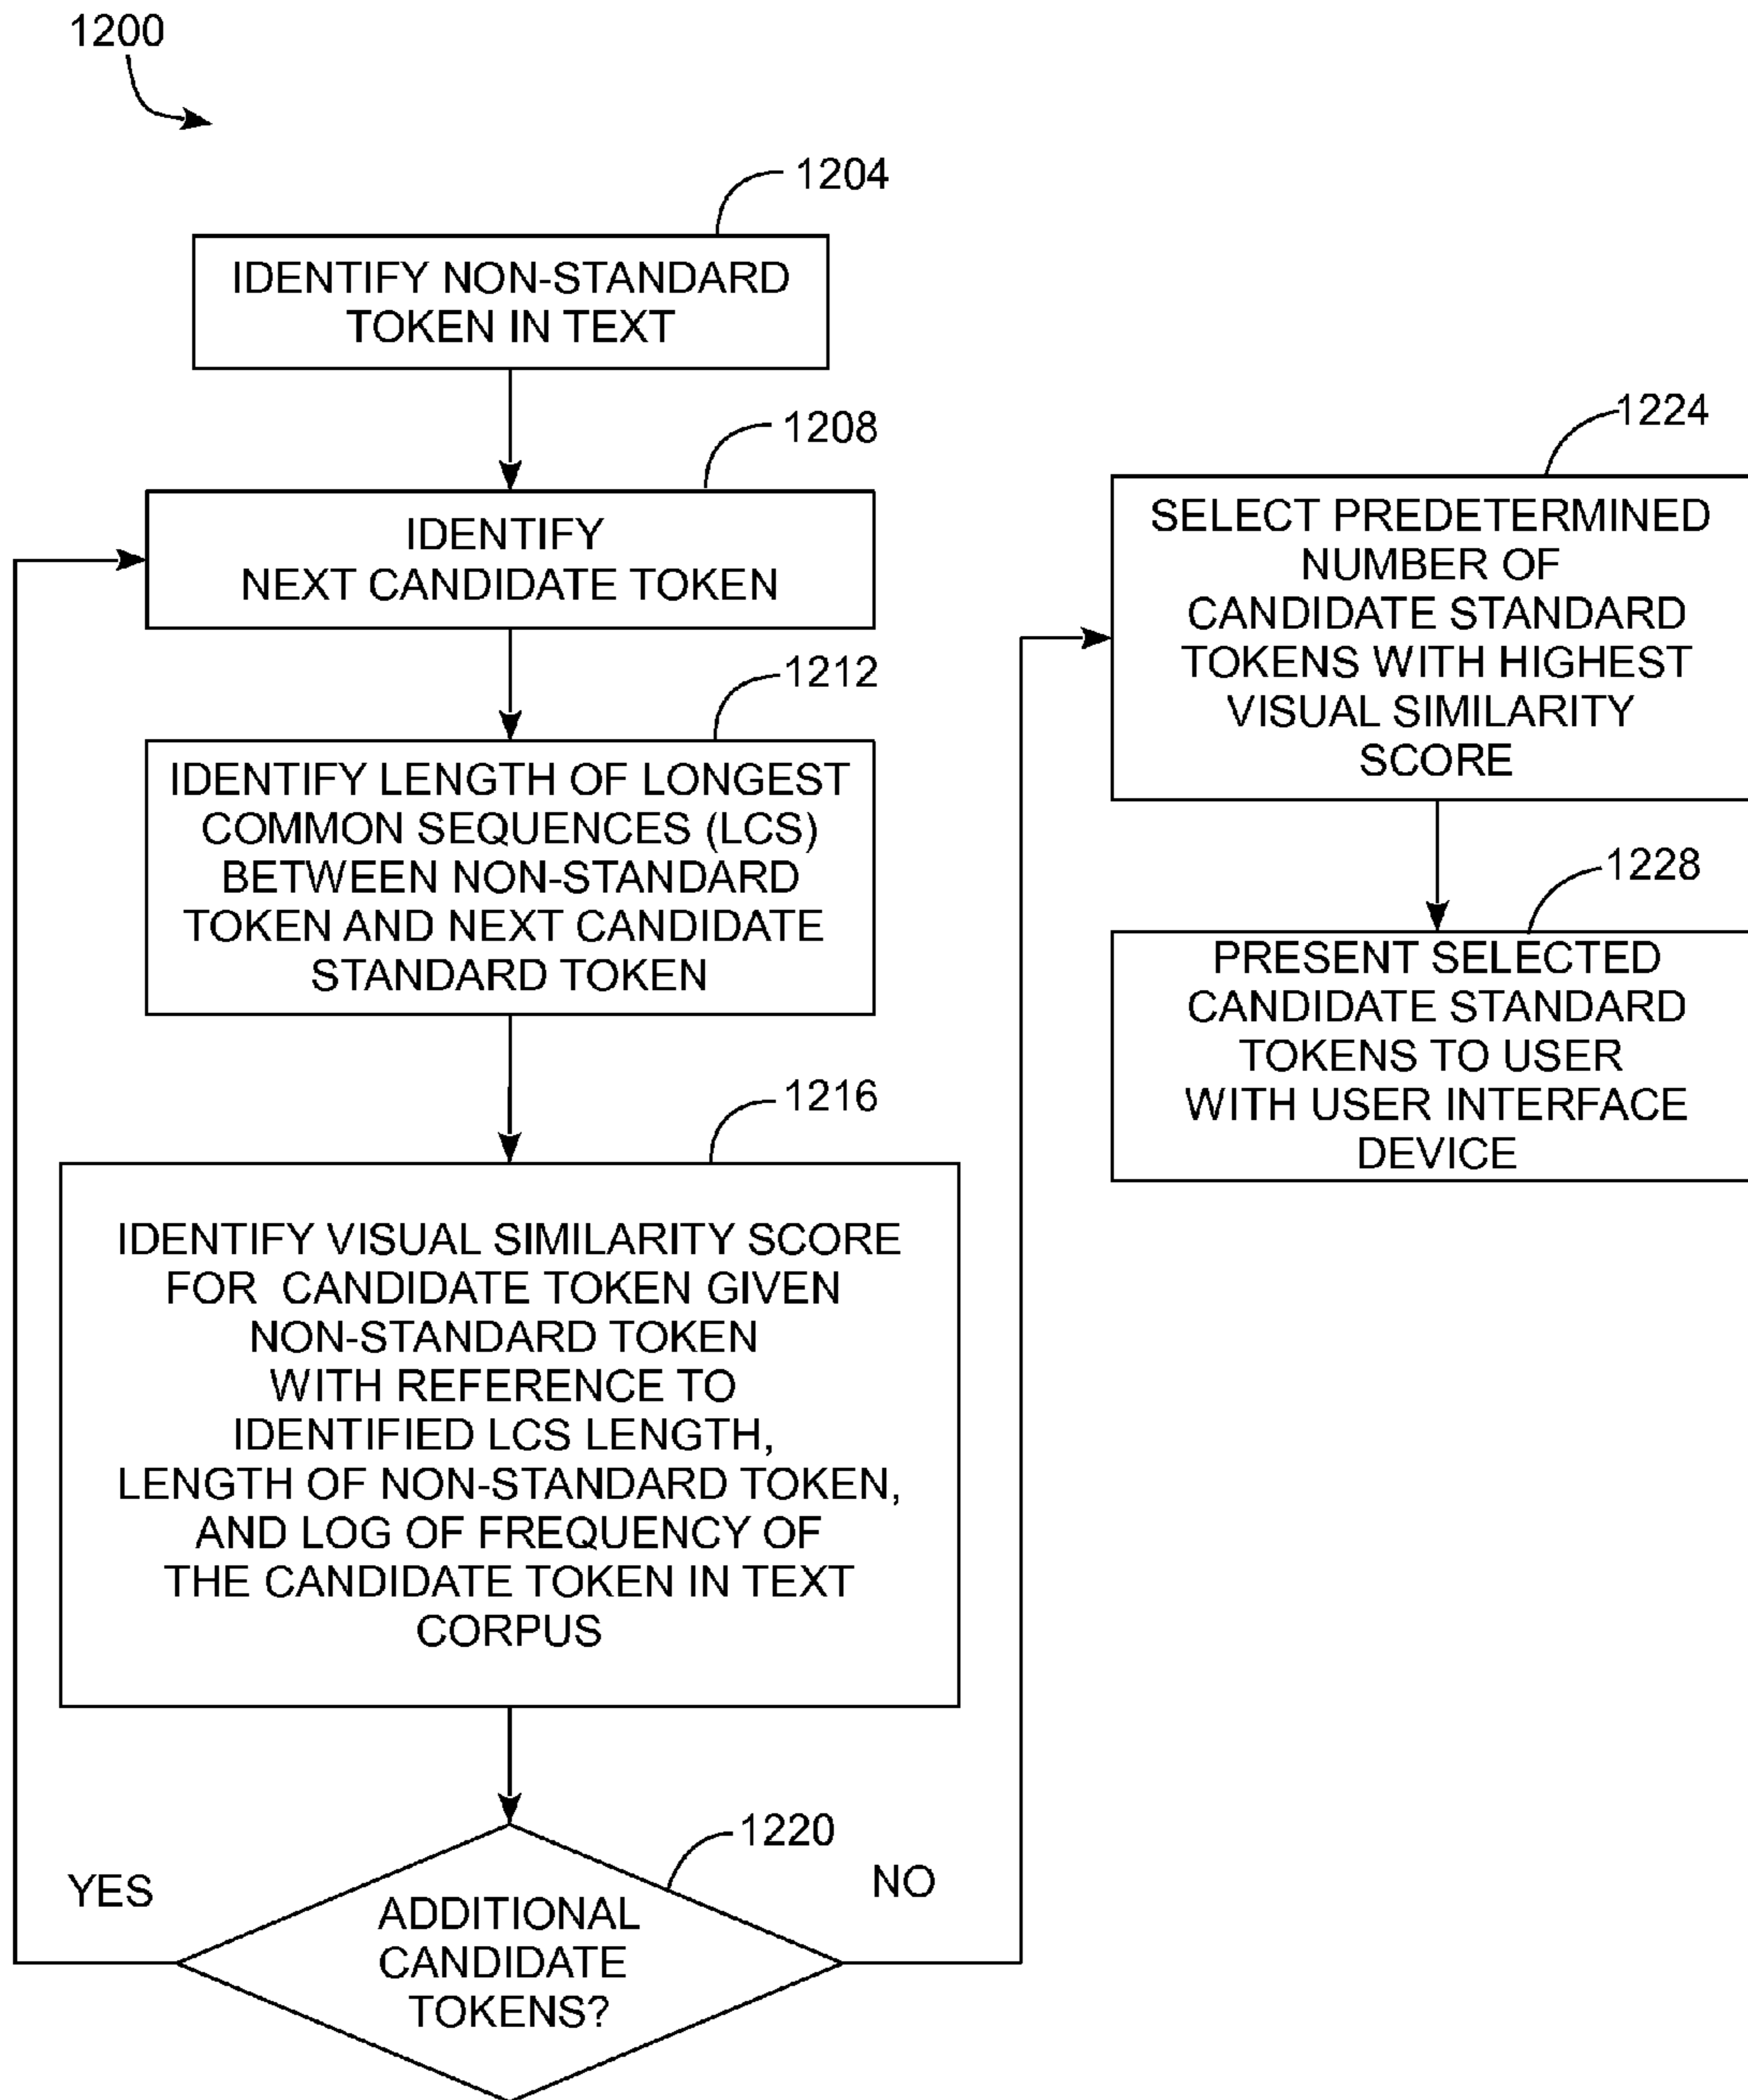 1200
1204
IDENTIFY NON-STANDARD
TOKEN IN TEXT
1208
IDENTIFY
NEXT CANDIDATE TOKEN
1212
IDENTIFY LENGTH OF LONGEST
COMMON SEQUENCES (LCS)
BETWEEN NON-STANDARD
TOKEN AND NEXT CANDIDATE
STANDARD TOKEN
1216
IDENTIFY VISUAL SIMILARITY SCORE
FOR CANDIDATE TOKEN GIVEN
NON-STANDARD TOKEN
WITH REFERENCE TO
IDENTIFIED LCS LENGTH,
LENGTH OF NON-STANDARD TOKEN,
AND LOG OF FREQUENCY OF
THE CANDIDATE TOKEN IN TEXT
CORPUS
1220
YES
ADDITIONAL
CANDIDATE
TOKENS?
NO
1224
SELECT PREDETERMINED
NUMBER OF
CANDIDATE STANDARD
TOKENS WITH HIGHEST
VISUAL SIMILARITY
SCORE
1228
PRESENT SELECTED
CANDIDATE STANDARD
TOKENS TO USER
WITH USER INTERFACE
DEVICE